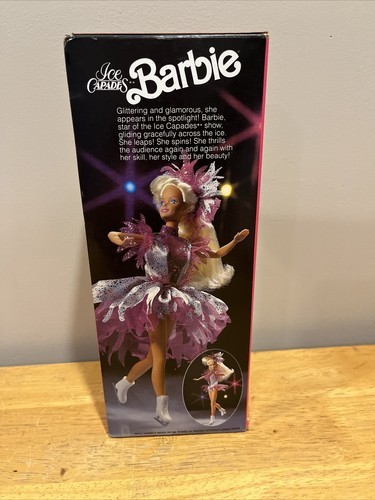 Ice
CAPADES
Barbie
Glittering and glamorous, she
appears in the spotlight! Barbie,
star of the Ice Capades** show,
gliding gracefully across the ice.
She leaps! She spins! She thrills
the audience again and again with
her skill, her style and her beauty!